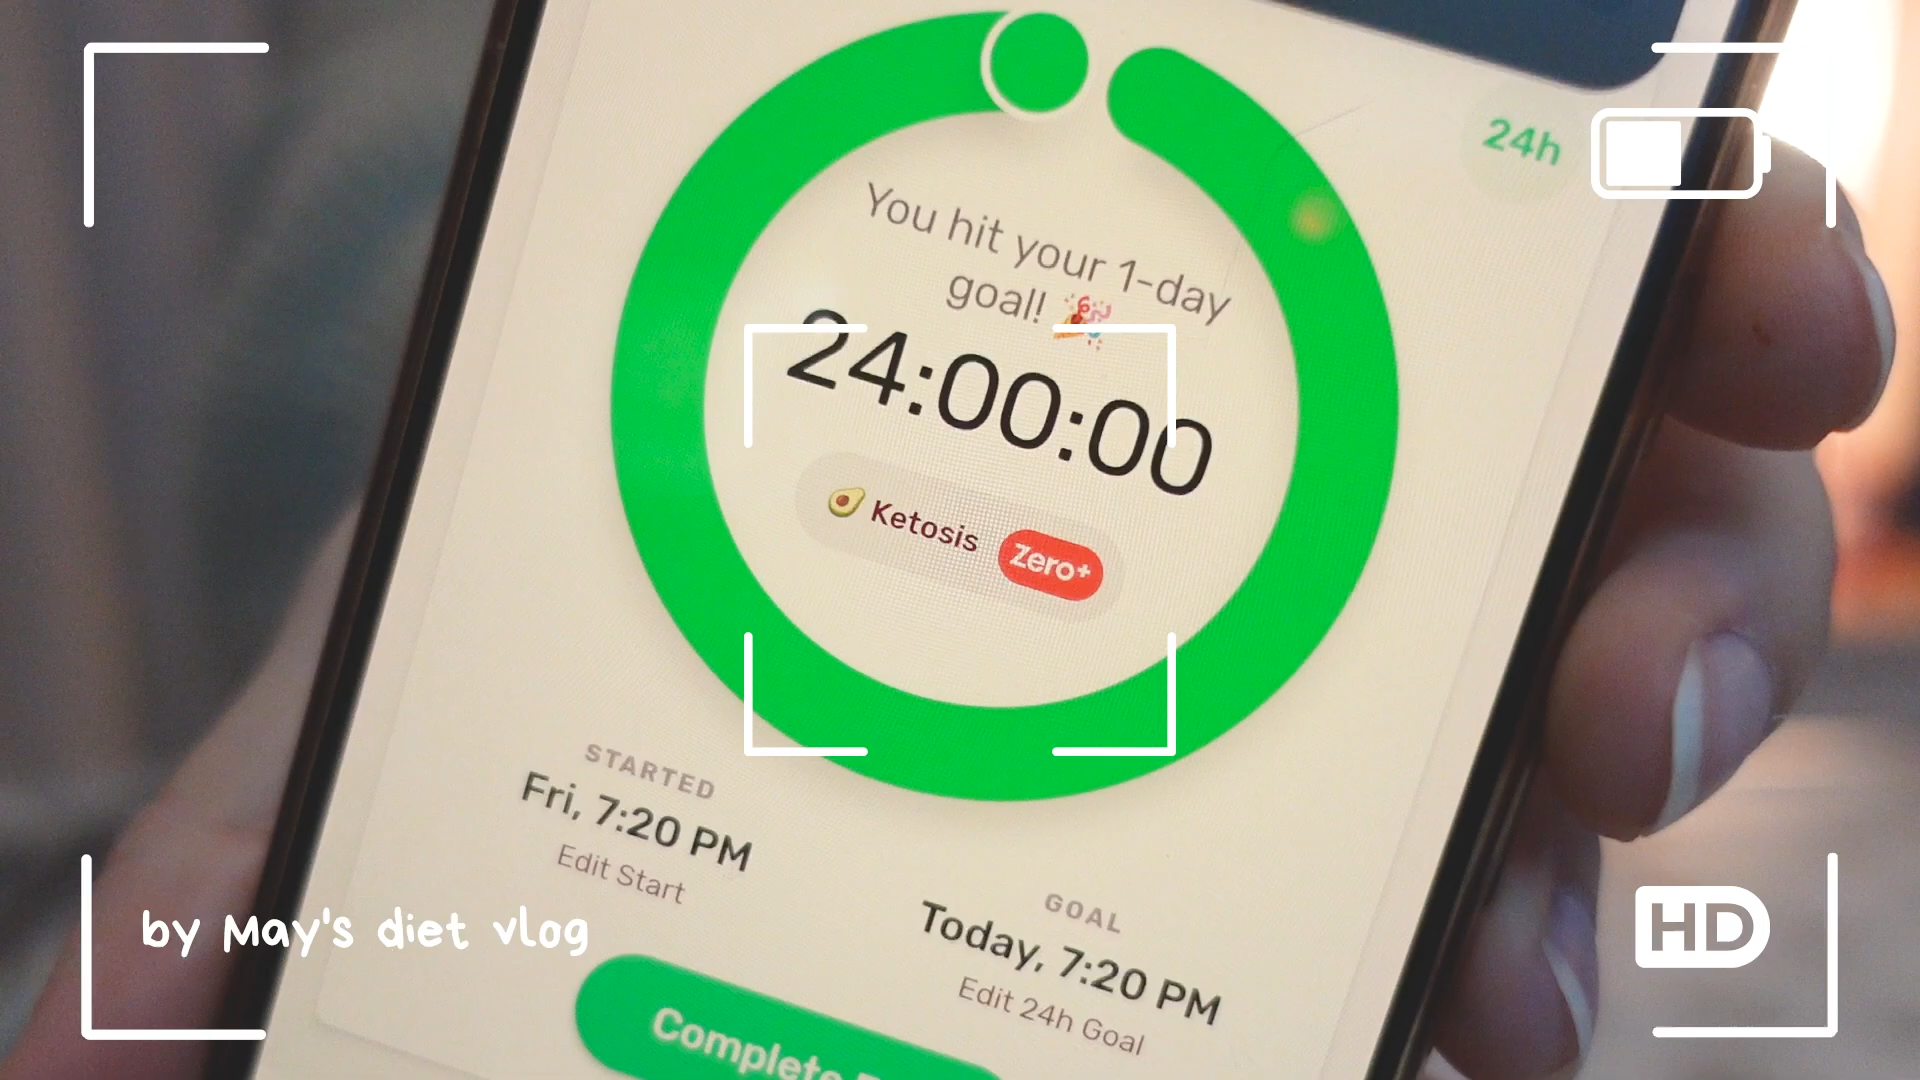 24h
You hit your 1-day
goal! 🎉
24:00:00
🥑 Ketosis Zero+
STARTED
Fri, 7:20 PM
Edit Start
GOAL
Today, 7:20 PM
Edit 24h Goal
Complete
by May's diet vlog
HD